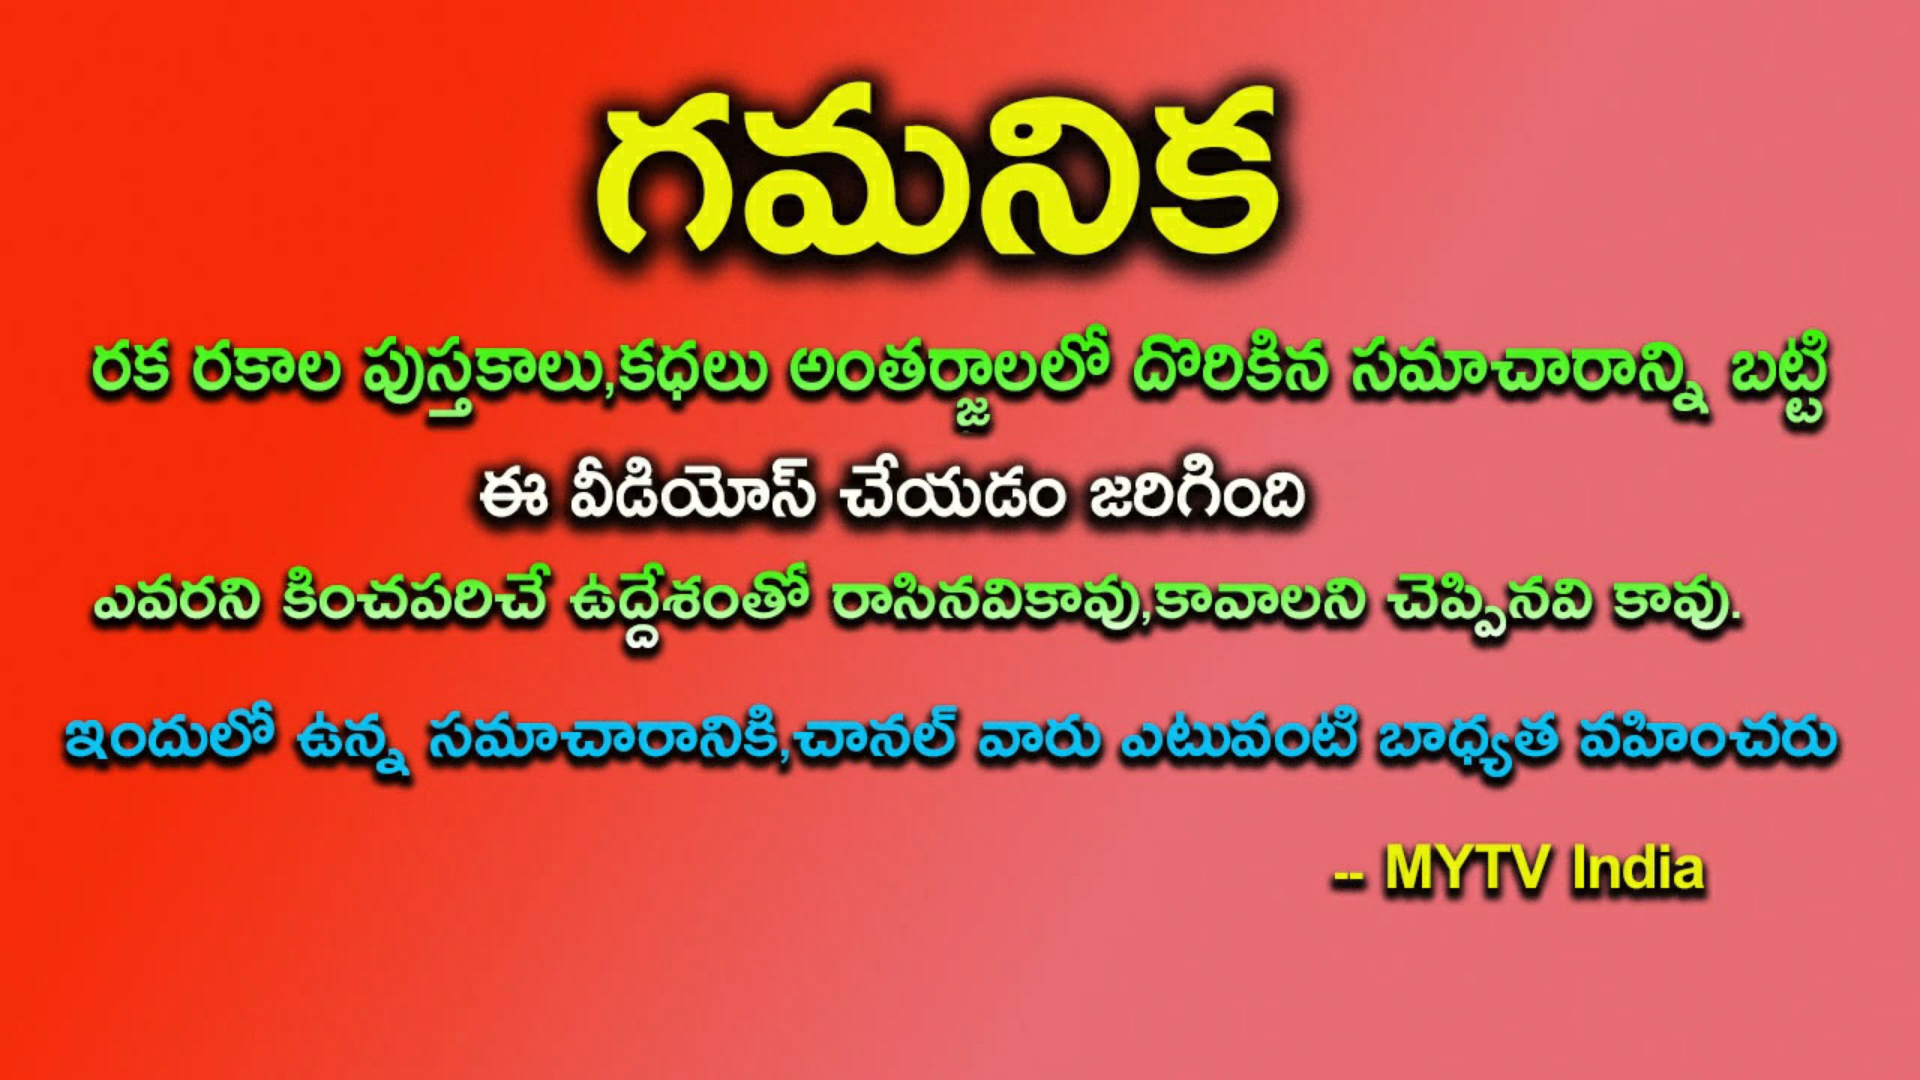 గమనిక
రక రకాల పుస్తకాలు,కధలు అంతర్జాలలో దొరికిన సమాచారాన్ని బట్టి
ఈ వీడియోస్ చేయడం జరిగింది
ఎవరని కించపరిచే ఉద్దేశంతో రాసినవికావు,కావాలని చెప్పినవి కావు.
ఇందులో ఉన్న సమాచారానికి,చానల్ వారు ఎటువంటి బాధ్యత వహించరు
-- MYTV India